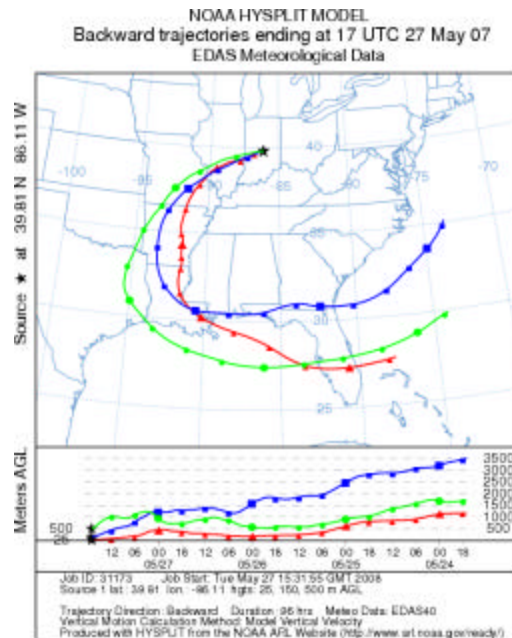 NOAA HYSPLIT MODEL
Backward trajectories ending at 17 UTC 27 May 07
EDAS Meteorological Data
Source ★ at 39.81 N 86.11 W
-100
-95
-90
-85
-80
-75
-70
40
35
30
25
Meters AGL
500
25
3500
3000
2500
2000
1500
1000
500
12 06 00 18 12 06 00 18 12 06 00 18 12 06 00 18
05/27 05/26 05/25 05/24
Job ID: 31173 Job Start: Tue May 27 15:31:55 GMT 2008
Source 1 lat: 39.81 lon: -86.11 hgts: 25, 150, 500 m AGL
Trajectory Direction: Backward Duration: 96 hrs Meteo Data: EDAS40
Vertical Motion Calculation Method: Model Vertical Velocity
Produced with HYSPLIT from the NOAA ARL Website (http://www.arl.noaa.gov/ready/)